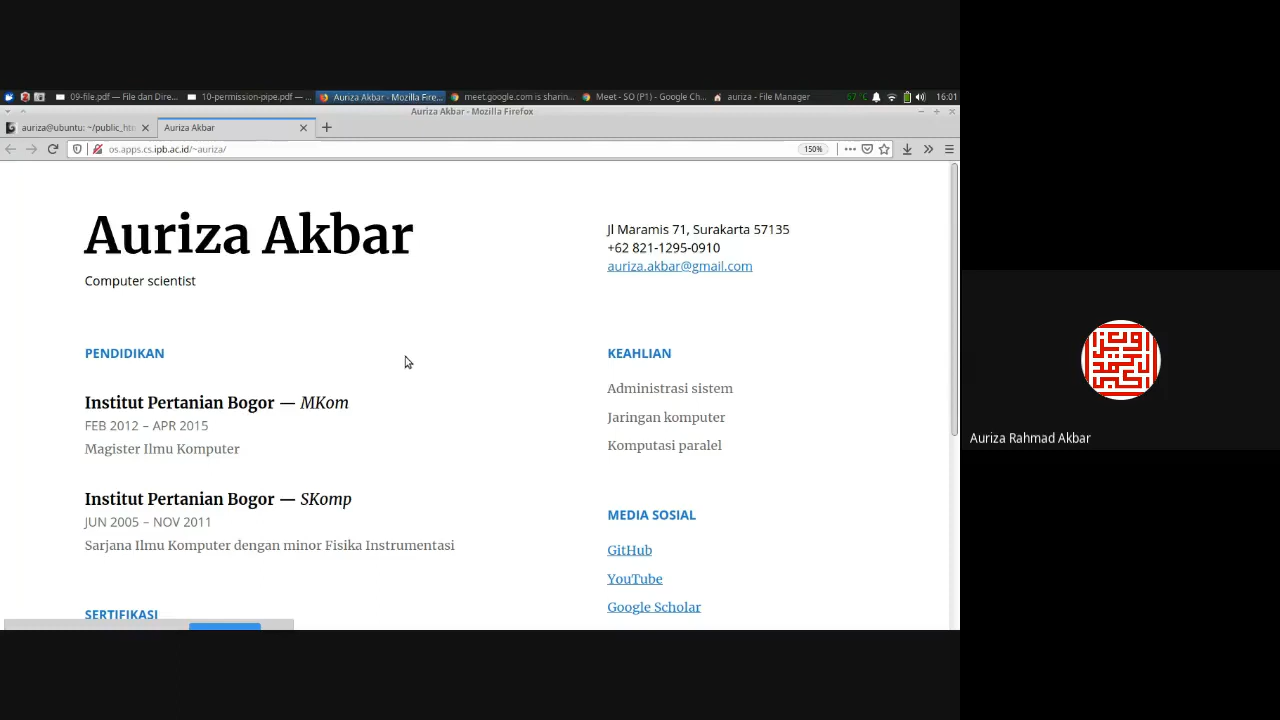 09-file.pdf — File dan Dire...
10-permission-pipe.pdf — ...
Auriza Akbar - Mozilla Fire...
meet.google.com is sharin...
Meet - SO (P1) - Google Ch...
auriza - File Manager
67°C
16:01
Auriza Akbar - Mozilla Firefox
auriza@ubuntu: ~/public_htm
Auriza Akbar
os.apps.cs.ipb.ac.id/~auriza/
150%
Auriza Akbar
Computer scientist
Jl Maramis 71, Surakarta 57135
+62 821-1295-0910
auriza.akbar@gmail.com
PENDIDIKAN
Institut Pertanian Bogor — MKom
FEB 2012 – APR 2015
Magister Ilmu Komputer
Institut Pertanian Bogor — SKomp
JUN 2005 – NOV 2011
Sarjana Ilmu Komputer dengan minor Fisika Instrumentasi
SERTIFIKASI
KEAHLIAN
Administrasi sistem
Jaringan komputer
Komputasi paralel
MEDIA SOSIAL
GitHub
YouTube
Google Scholar
Auriza Rahmad Akbar